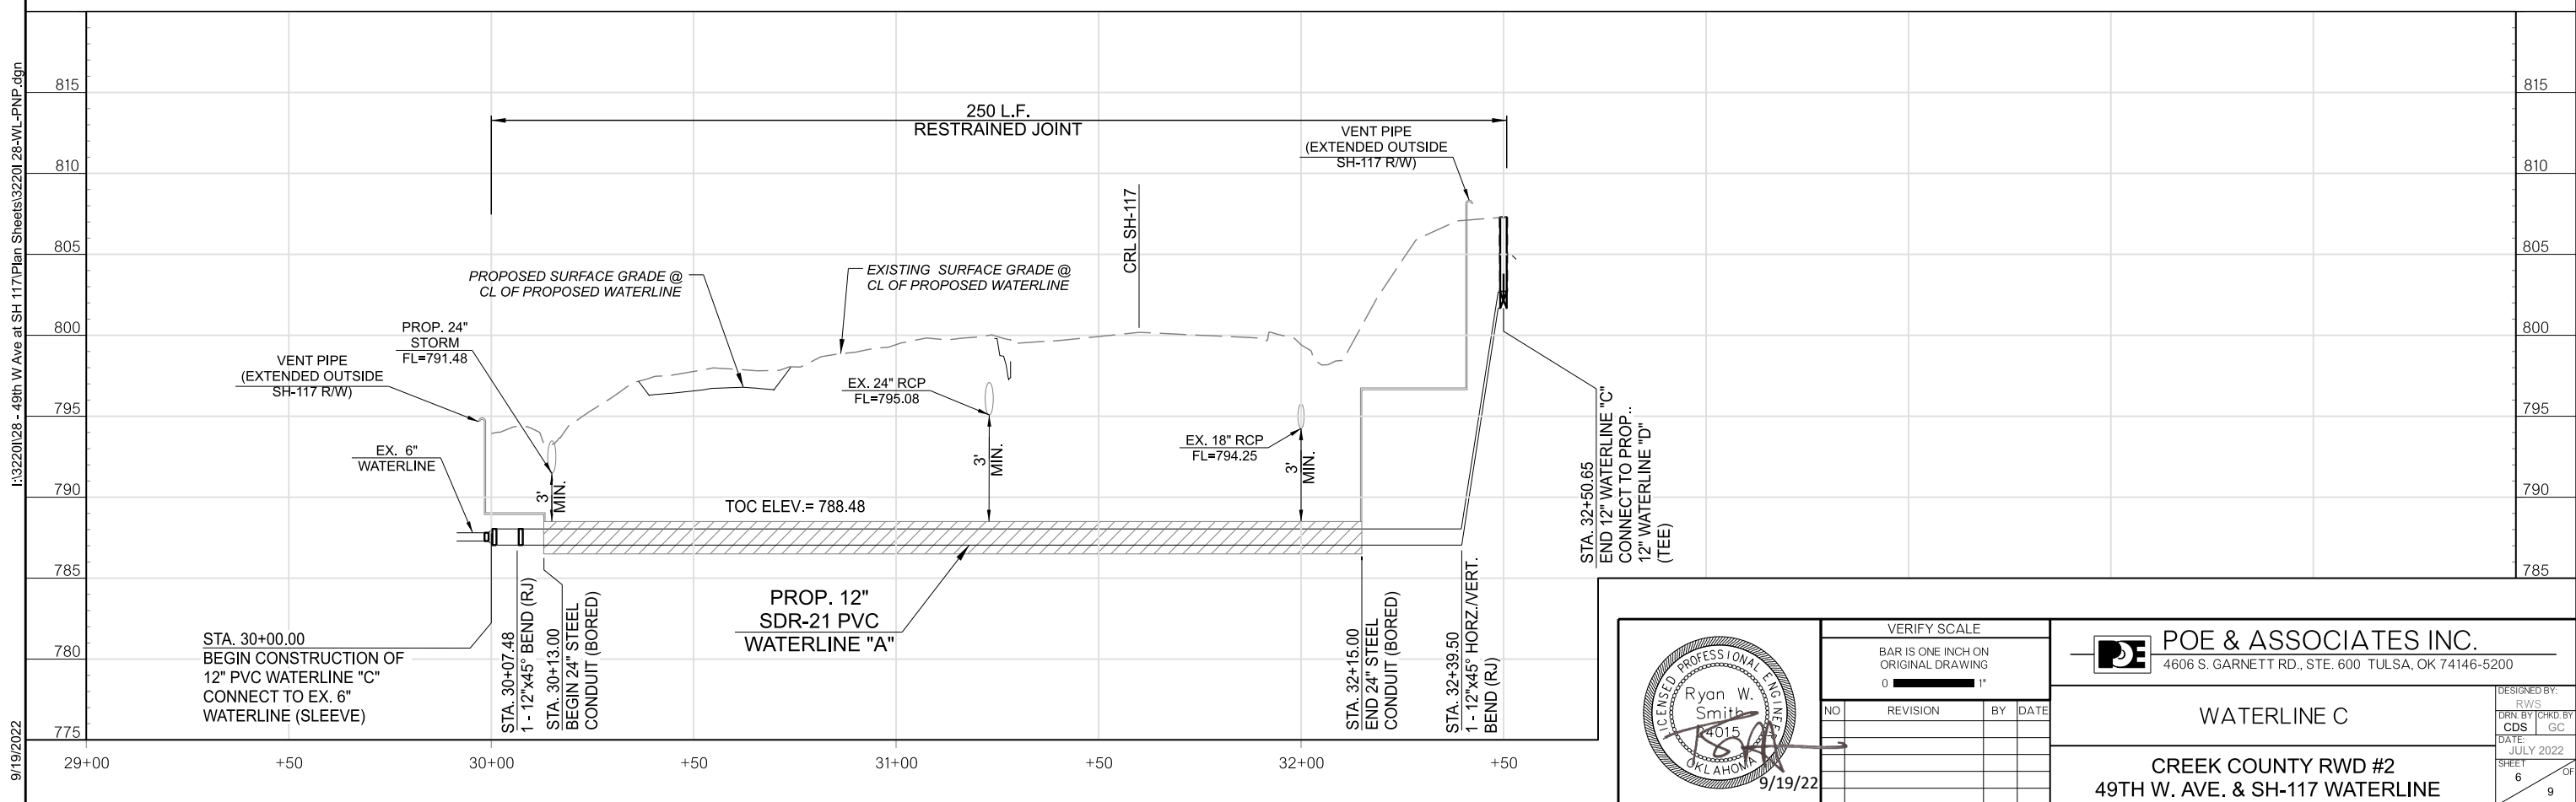 I:\3220\28 - 49th W Ave at SH 117\Plan Sheets\3220I 28-WL-PNP.dgn
9/19/2022
815
810
805
800
795
790
785
780
775
815
810
805
800
795
790
785
250 L.F.
RESTRAINED JOINT
VENT PIPE
(EXTENDED OUTSIDE
SH-117 R/W)
CRL SH-117
PROPOSED SURFACE GRADE @
CL OF PROPOSED WATERLINE
EXISTING SURFACE GRADE @
CL OF PROPOSED WATERLINE
PROP. 24"
STORM
FL=791.48
VENT PIPE
(EXTENDED OUTSIDE
SH-117 R/W)
EX. 24" RCP
FL=795.08
EX. 18" RCP
FL=794.25
EX. 6"
WATERLINE
3'
MIN.
3'
MIN.
3'
MIN.
TOC ELEV.= 788.48
STA. 32+50.65
END 12" WATERLINE "C"
CONNECT TO PROP..
12" WATERLINE "D"
(TEE)
PROP. 12"
SDR-21 PVC
WATERLINE "A"
STA. 30+00.00
BEGIN CONSTRUCTION OF
12" PVC WATERLINE "C"
CONNECT TO EX. 6"
WATERLINE (SLEEVE)
STA. 30+07.48
1 - 12"x45° BEND (RJ)
STA. 30+13.00
BEGIN 24" STEEL
CONDUIT (BORED)
STA. 32+15.00
END 24" STEEL
CONDUIT (BORED)
STA. 32+39.50
1 - 12"x45° HORZ./VERT.
BEND (RJ)
29+00
+50
30+00
+50
31+00
+50
32+00
+50
LICENSED PROFESSIONAL ENGINEER
Ryan W.
Smith
24015
OKLAHOMA
9/19/22
VERIFY SCALE
BAR IS ONE INCH ON
ORIGINAL DRAWING
0 1"
NO REVISION BY DATE
POE
POE & ASSOCIATES INC.
4606 S. GARNETT RD., STE. 600 TULSA, OK 74146-5200
WATERLINE C
CREEK COUNTY RWD #2
49TH W. AVE. & SH-117 WATERLINE
DESIGNED BY:
RWS
DRN. BY CHKD. BY
CDS GC
DATE:
JULY 2022
SHEET
6 OF
9